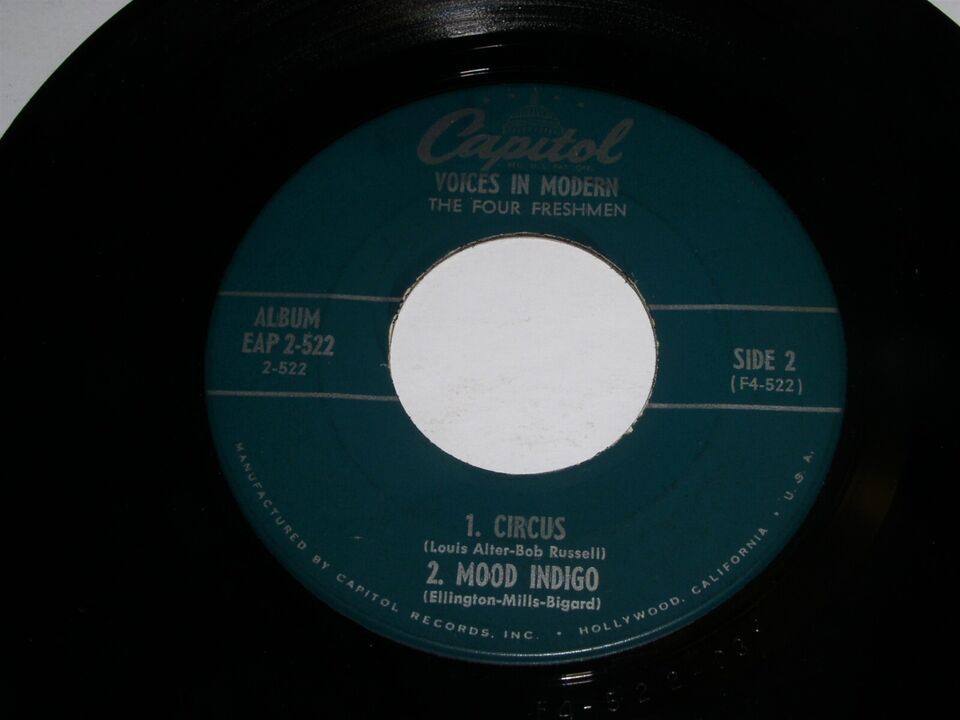 Capitol
VOICES IN MODERN
THE FOUR FRESHMEN
ALBUM
EAP 2-522
2-522
SIDE 2
(F4-522)
1. CIRCUS
(Louis Alter-Bob Russell)
2. MOOD INDIGO
(Ellington-Mills-Bigard)
MANUFACTURED BY CAPITOL RECORDS, INC. • HOLLYWOOD, CALIFORNIA • U.S.A.